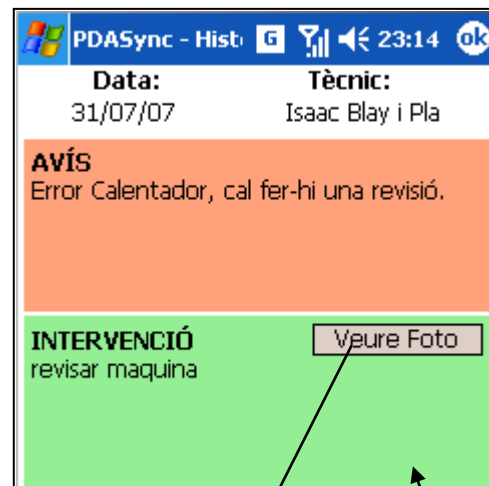 PDASync - Hist G 23:14 ok
Data: Tècnic:
31/07/07 Isaac Blay i Pla
AVÍS
Error Calentador, cal fer-hi una revisió.
INTERVENCIÓ Veure Foto
revisar maquina